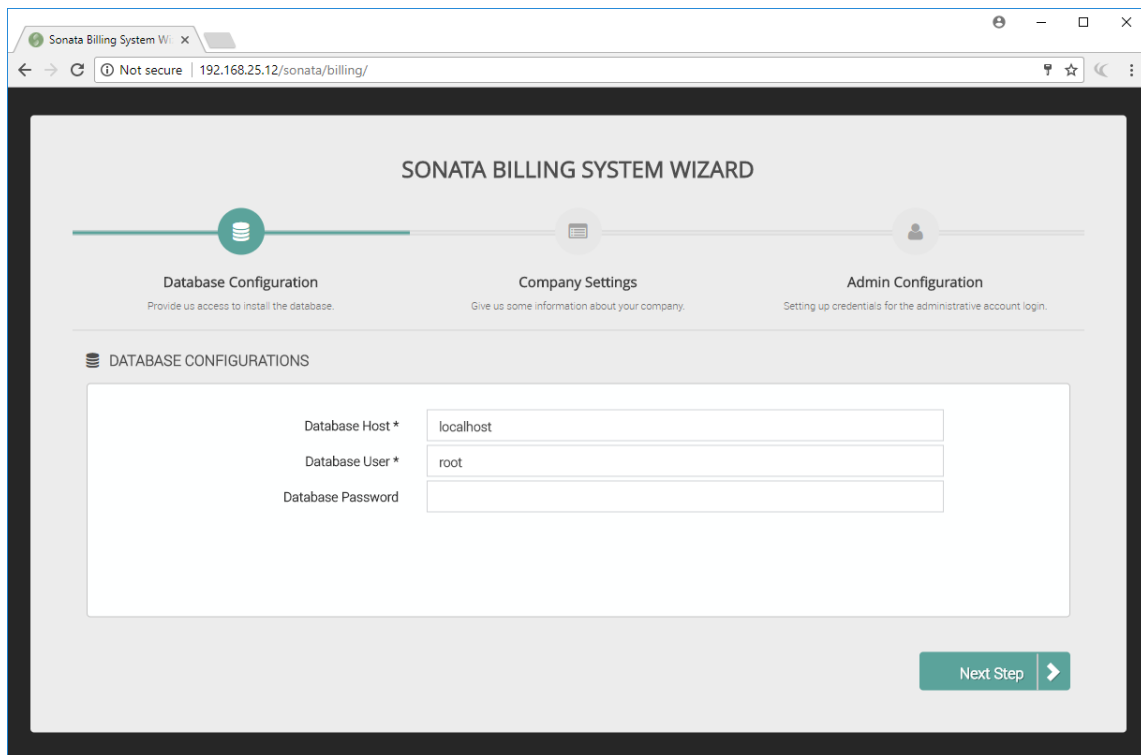 Sonata Billing System Wi
Not secure | 192.168.25.12/sonata/billing/
SONATA BILLING SYSTEM WIZARD
Database Configuration
Provide us access to install the database.
Company Settings
Give us some information about your company.
Admin Configuration
Setting up credentials for the administrative account login.
DATABASE CONFIGURATIONS
Database Host * localhost
Database User * root
Database Password
Next Step